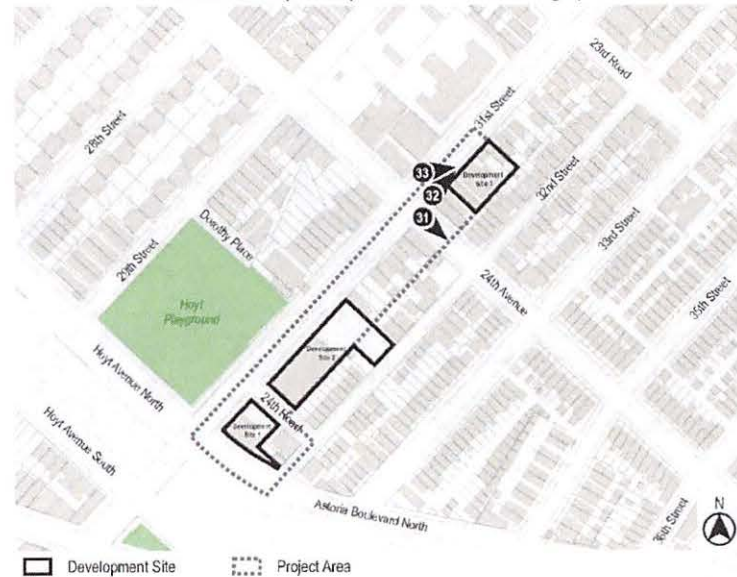 23rd Road
31st Street
28th Street
33
Development
Site 3
32nd Street
32
31
Dorothy Place
33rd Street
29th Street
24th Avenue
35th Street
Hoyt
Playground
Development
Site 2
Hoyt Avenue North
24th Road
Development
Site 1
Hoyt Avenue South
Astoria Boulevard North
36th Street
N
Development Site
Project Area